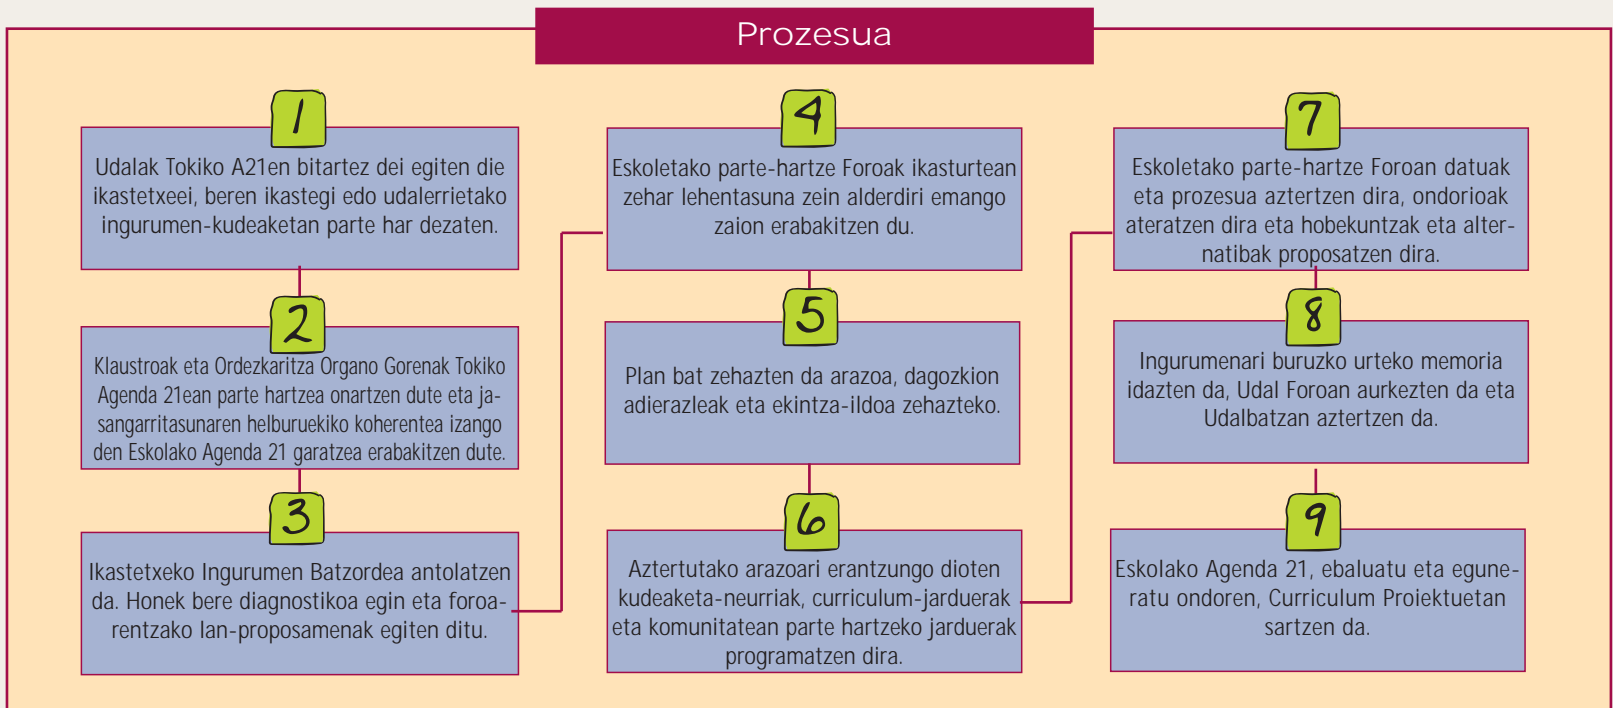 Prozesua
1
Udalak Tokiko A21en bitartez dei egiten die
ikastetxeei, beren ikastegi edo udalerrietako
ingurumen-kudeaketan parte har dezaten.
2
Klaustroak eta Ordezkaritza Organo Gorenak Tokiko
Agenda 21ean parte hartzea onartzen dute eta ja-
sangarritasunaren helburuekiko koherentea izango
den Eskolako Agenda 21 garatzea erabakitzen dute.
3
Ikastetxeko Ingurumen Batzordea antolatzen
da. Honek bere diagnostikoa egin eta foroa-
rentzako lan-proposamenak egiten ditu.
4
Eskoletako parte-hartze Foroak ikasturtean
zehar lehentasuna zein alderdiri emango
zaion erabakitzen du.
5
Plan bat zehazten da arazoa, dagozkion
adierazleak eta ekintza-ildoa zehazteko.
6
Aztertutako arazoari erantzungo dioten
kudeaketa-neurriak, curriculum-jarduerak
eta komunitatean parte hartzeko jarduerak
programatzen dira.
7
Eskoletako parte-hartze Foroan datuak
eta prozesua aztertzen dira, ondorioak
ateratzen dira eta hobekuntzak eta alter-
natibak proposatzen dira.
8
Ingurumenari buruzko urteko memoria
idazten da, Udal Foroan aurkezten da eta
Udalbatzan aztertzen da.
9
Eskolako Agenda 21, ebaluatu eta egune-
ratu ondoren, Curriculum Proiektuetan
sartzen da.